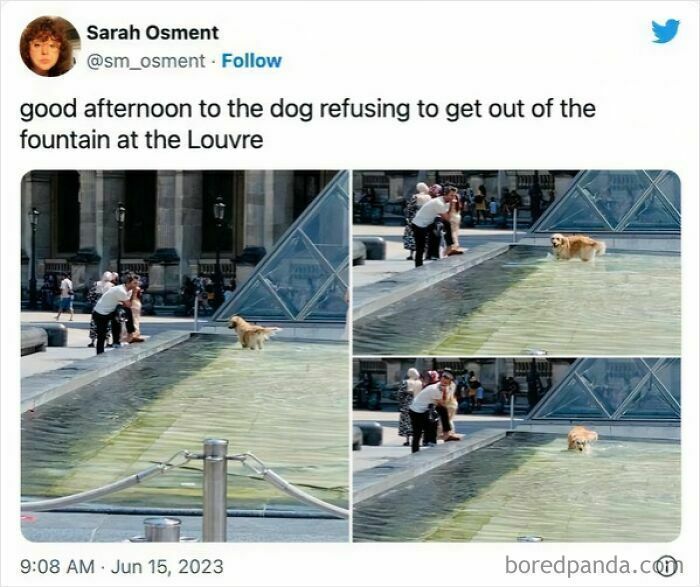 Sarah Osment
@sm_osment · Follow
good afternoon to the dog refusing to get out of the
fountain at the Louvre
9:08 AM · Jun 15, 2023
boredpanda.com